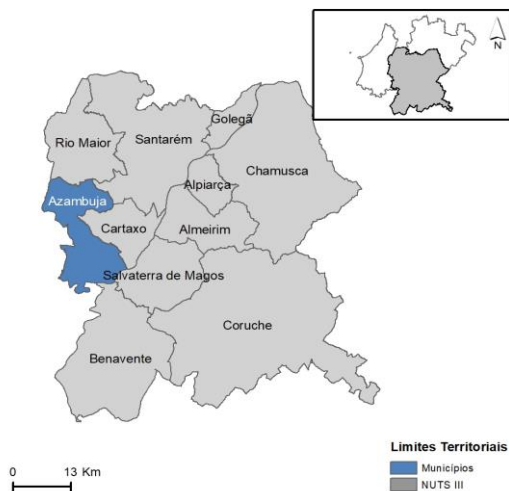 N
Golegã
Rio Maior
Santarém
Chamusca
Alpiarça
Azambuja
Cartaxo
Almeirim
Salvaterra de Magos
Coruche
Benavente
Limites Territoriais
Municípios
NUTS III
0 13 Km